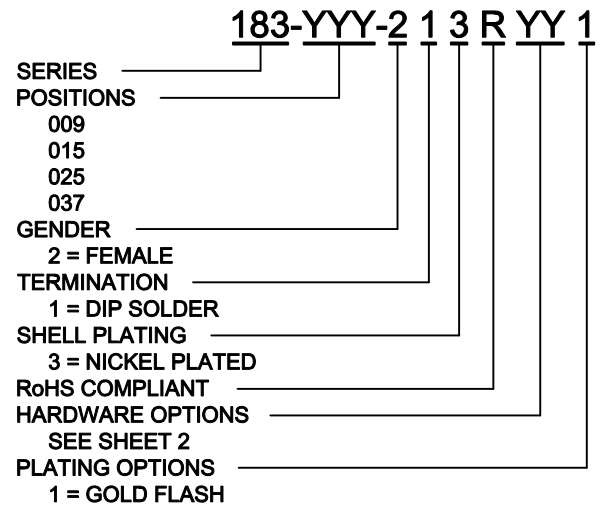 183-YYY-2 1 3 R YY 1
SERIES
POSITIONS
009
015
025
037
GENDER
2 = FEMALE
TERMINATION
1 = DIP SOLDER
SHELL PLATING
3 = NICKEL PLATED
RoHS COMPLIANT
HARDWARE OPTIONS
SEE SHEET 2
PLATING OPTIONS
1 = GOLD FLASH